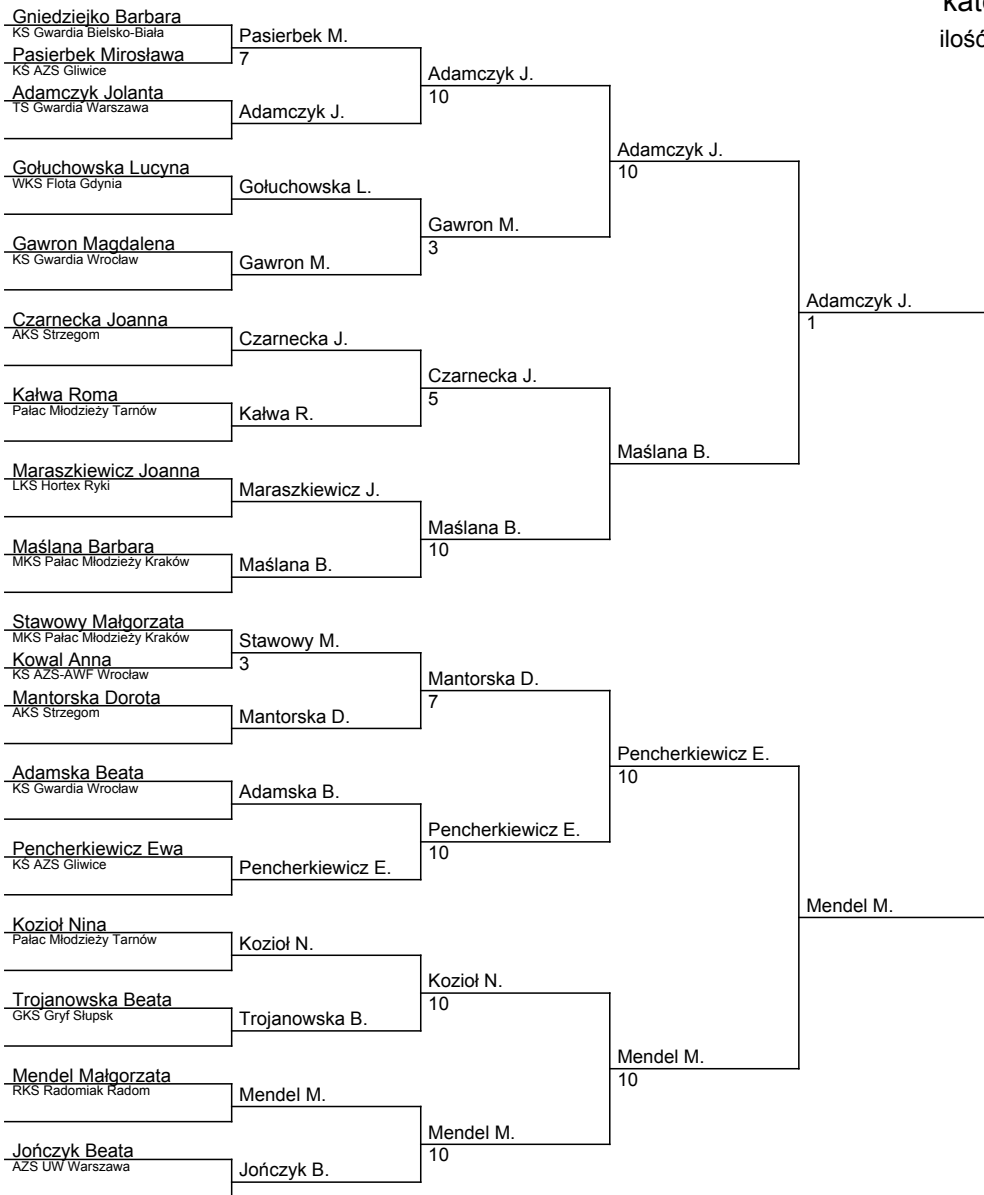 kat
ilość
Gniedziejko Barbara
KS Gwardia Bielsko-Biała
Pasierbek Mirosława
KŚ AZS Gliwice
Adamczyk Jolanta
TS Gwardia Warszawa
Gołuchowska Lucyna
WKS Flota Gdynia
Gawron Magdalena
KS Gwardia Wrocław
Czarnecka Joanna
AKS Strzegom
Kałwa Roma
Pałac Młodzieży Tarnów
Maraszkiewicz Joanna
LKS Hortex Ryki
Maślana Barbara
MKS Pałac Młodzieży Kraków
Stawowy Małgorzata
MKS Pałac Młodzieży Kraków
Kowal Anna
KS AZS-AWF Wrocław
Mantorska Dorota
AKS Strzegom
Adamska Beata
KS Gwardia Wrocław
Pencherkiewicz Ewa
KŚ AZS Gliwice
Kozioł Nina
Pałac Młodzieży Tarnów
Trojanowska Beata
GKS Gryf Słupsk
Mendel Małgorzata
RKS Radomiak Radom
Jończyk Beata
AZS UW Warszawa
Pasierbek M.
7
Adamczyk J.
Gołuchowska L.
Gawron M.
Czarnecka J.
Kałwa R.
Maraszkiewicz J.
Maślana B.
Stawowy M.
3
Mantorska D.
Adamska B.
Pencherkiewicz E.
Kozioł N.
Trojanowska B.
Mendel M.
Jończyk B.
Adamczyk J.
10
Gawron M.
3
Czarnecka J.
5
Maślana B.
10
Mantorska D.
7
Pencherkiewicz E.
10
Kozioł N.
10
Mendel M.
10
Adamczyk J.
10
Maślana B.
Pencherkiewicz E.
10
Mendel M.
10
Adamczyk J.
1
Mendel M.